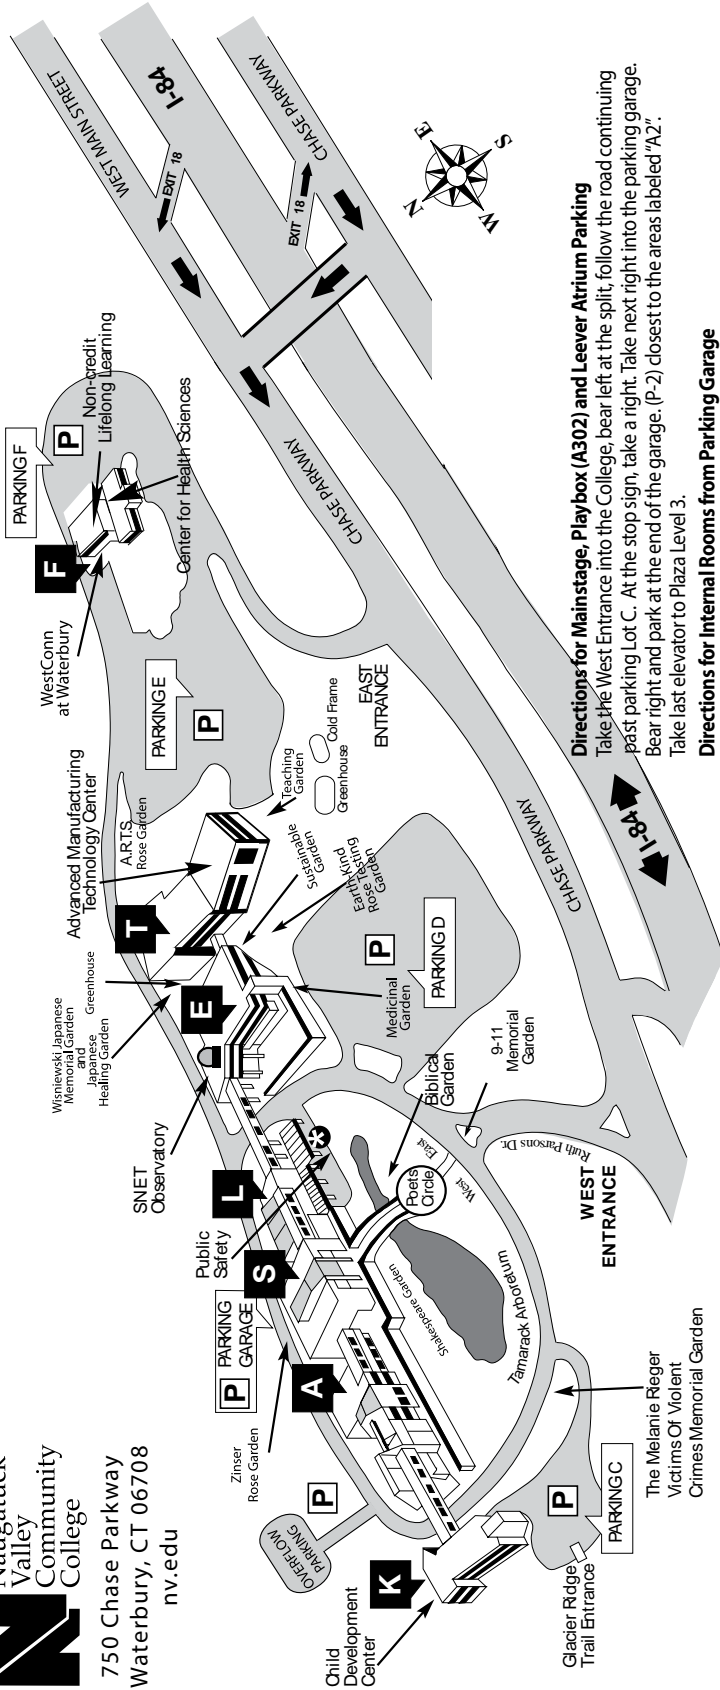 Valley
Community
College
750 Chase Parkway
Waterbury, CT 06708
nv.edu
OVERFLOW
PARKING
P
Zinser
Rose Garden
P PARKING
GARAGE
Public
Safety
SNET
Observatory
Wisniewski Japanese
Memorial Garden
and
Japanese
Healing Garden
Greenhouse
Advanced Manufacturing
Technology Center
A.R.T.S.
Rose Garden
PARKING E
P
WestConn
at Waterbury
PARKING F
P
Non-credit
Lifelong Learning
Center for Health Sciences
F
T
E
L
S
A
K
Child
Development
Center
Glacier Ridge
Trail Entrance
PARKING C
P
The Melanie Rieger
Victims Of Violent
Crimes Memorial Garden
Tamarack Arboretum
Shakespeare Garden
Poets
Circle
*
West
East
Biblical
Garden
9-11
Memorial
Garden
Ruth Parsons Dr.
WEST
ENTRANCE
Medicinal
Garden
PARKING D
P
EarthKind
Rose Testing
Garden
Sustainable
Garden
Teaching
Garden
Greenhouse
Cold Frame
EAST
ENTRANCE
CHASE PARKWAY
CHASE PARKWAY
I-84
WEST MAIN STREET
EXIT 18
I-84
EXIT 18
CHASE PARKWAY
N
E
S
W
Directions for Mainstage, Playbox (A302) and Leever Atrium Parking
Take the West Entrance into the College, bear left at the split, follow the road continuing
past parking Lot C. At the stop sign, take a right. Take next right into the parking garage.
Bear right and park at the end of the garage. (P-2) closest to the areas labeled "A2".
Take last elevator to Plaza Level 3.
Directions for Internal Rooms from Parking Garage